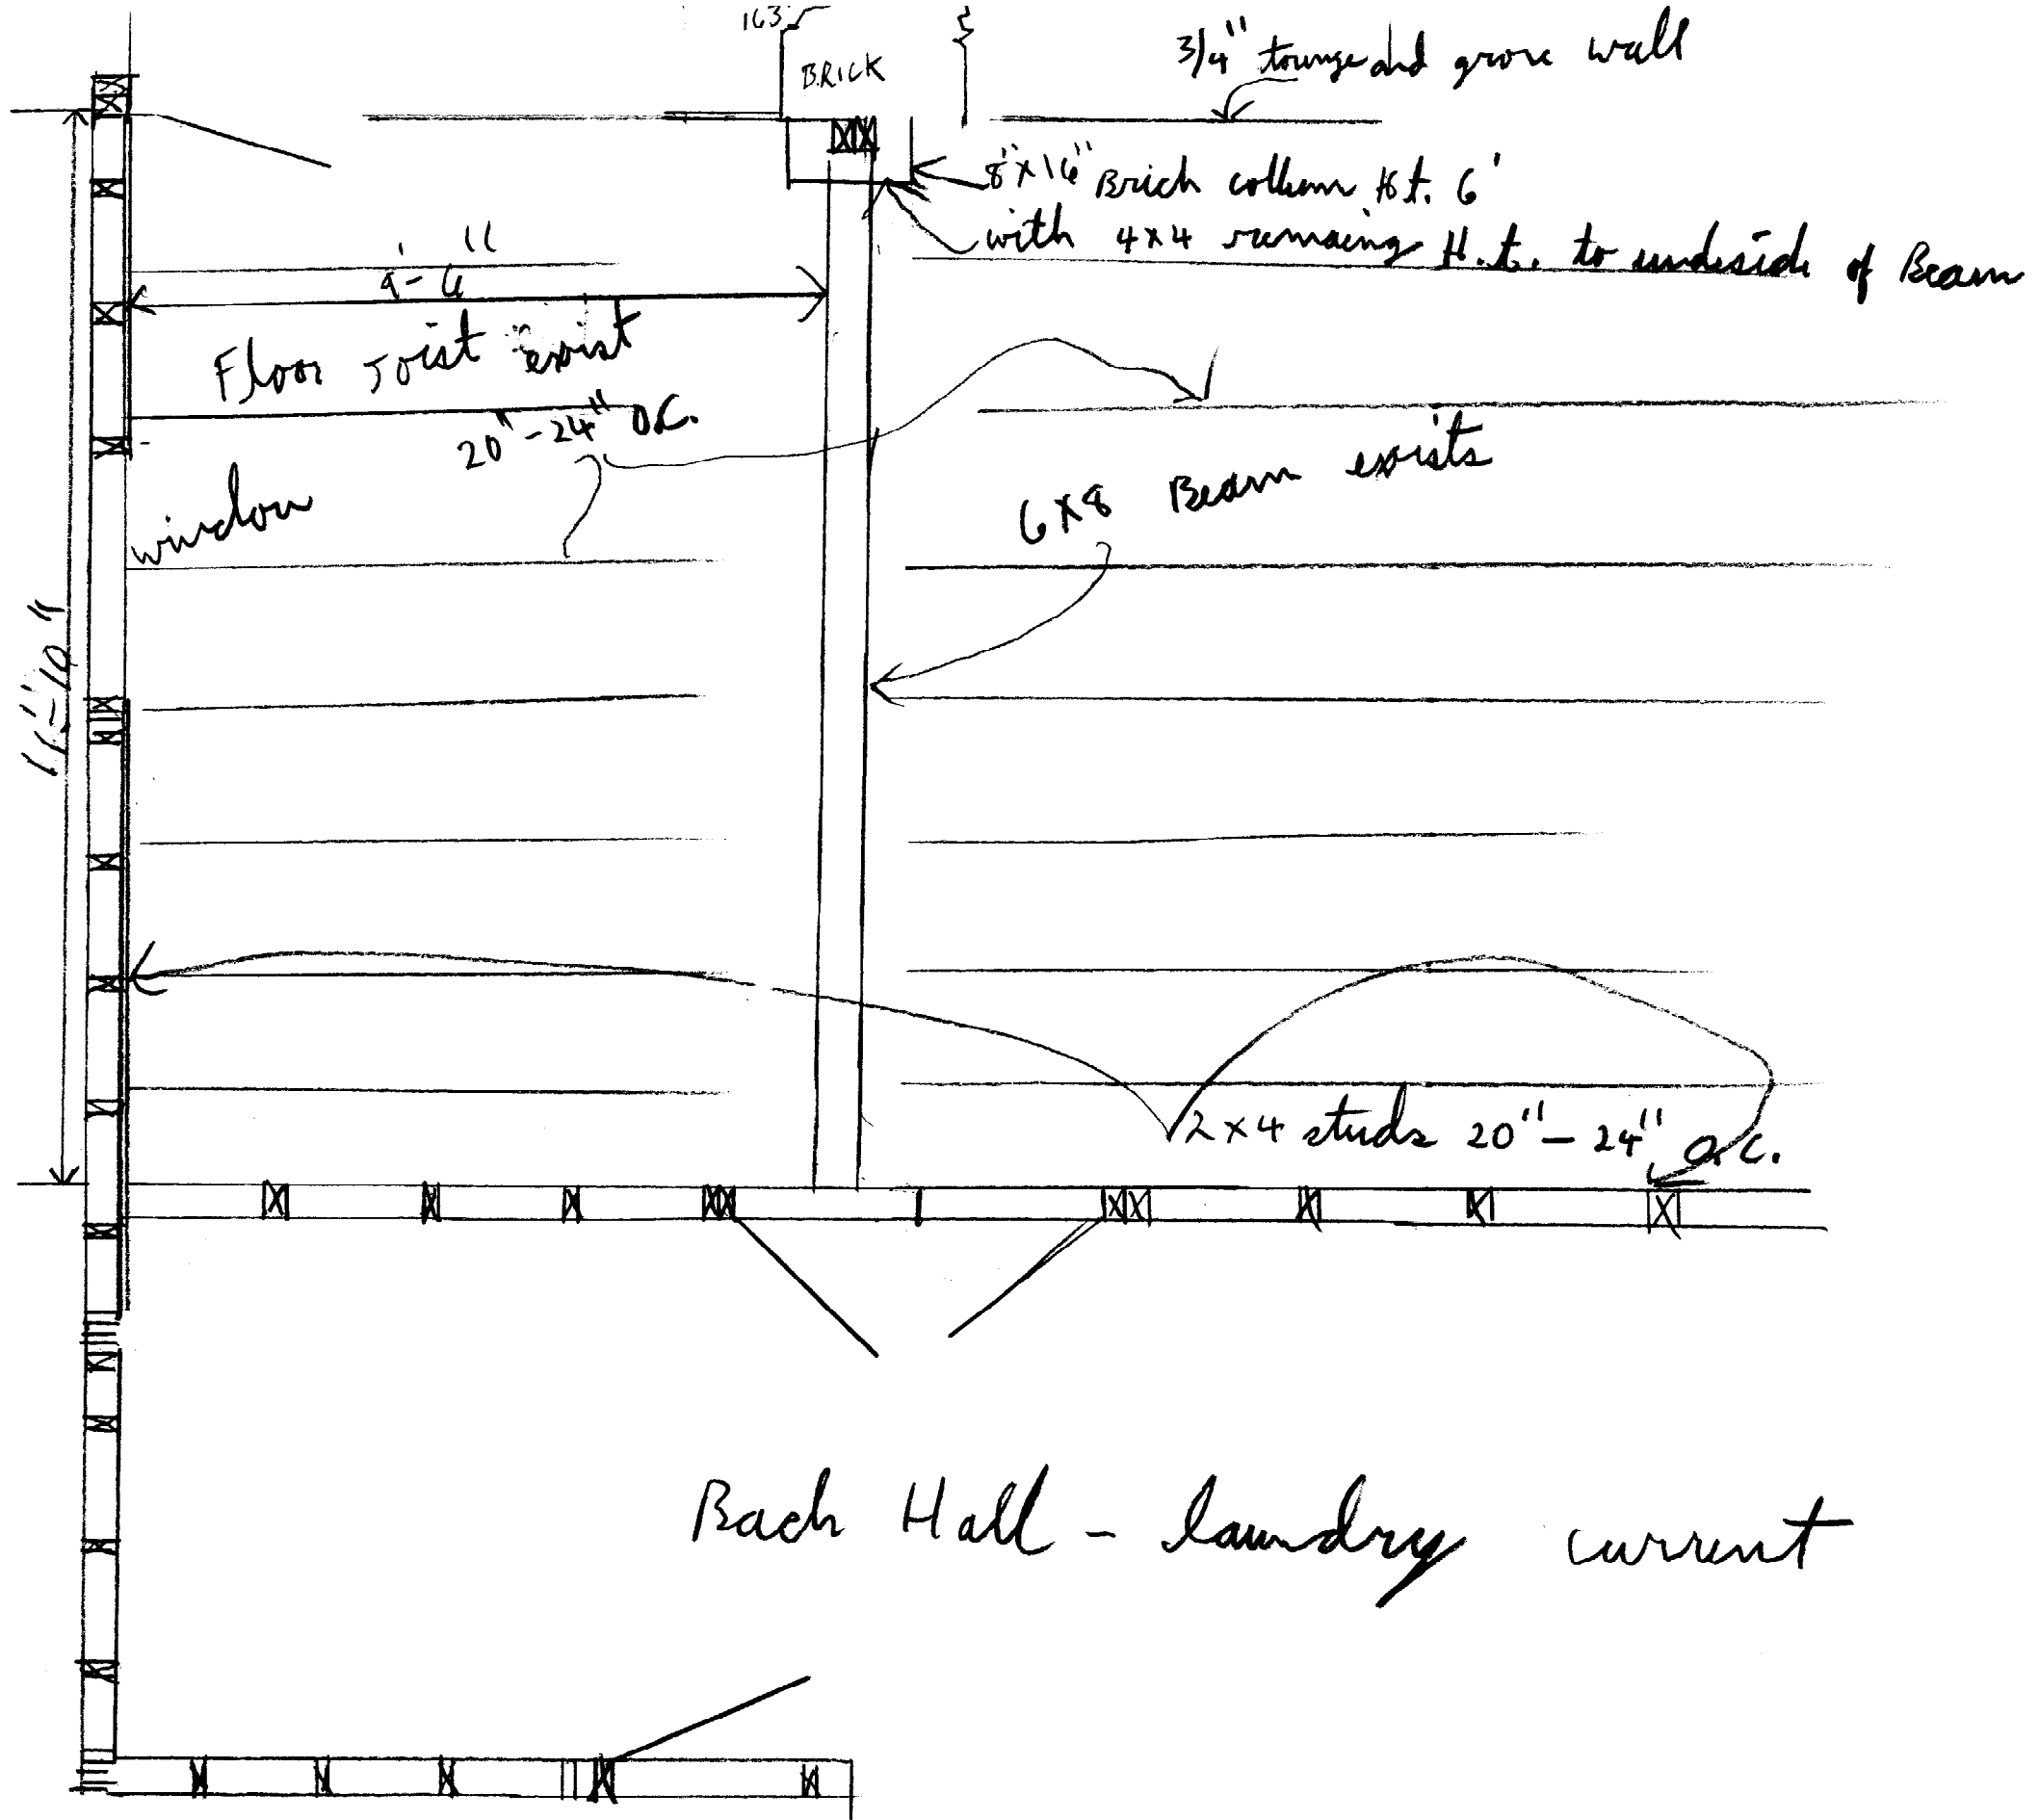 163
BRICK
3/4" tounge and grove wall
8"x16" Brich collum Ht. 6'
with 4x4 remaing H.t. to undeside of Beam
9'-6"
Floor Joist exist
20"-24" O.C.
window
6x8 Beam exists
11'-10"
2x4 studs 20"-24" O.C.
Bach Hall - laundry current